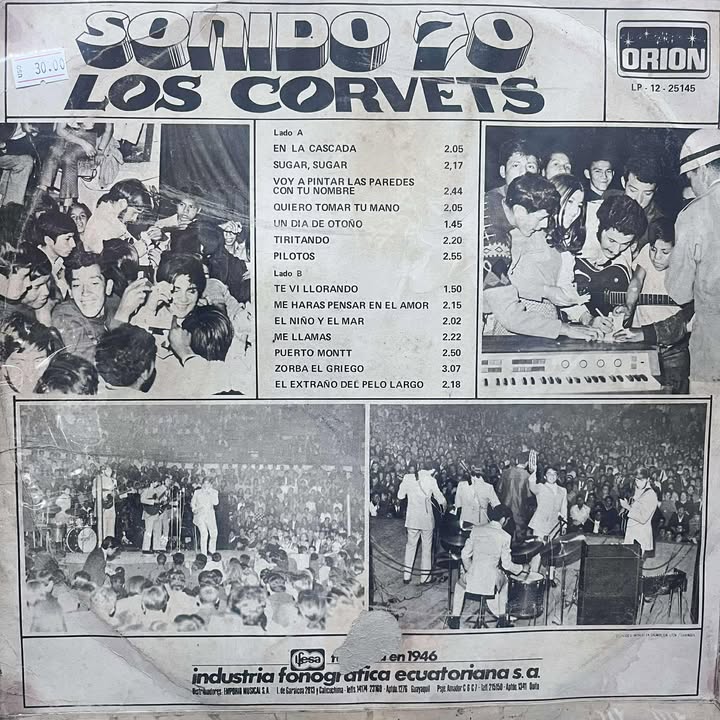 SONIDO 70
LOS CORVETS
30.00
ORION
LP - 12 - 25145
Lado A
EN LA CASCADA 2.05
SUGAR, SUGAR 2,17
VOY A PINTAR LAS PAREDES
CON TU NOMBRE 2.44
QUIERO TOMAR TU MANO 2,05
UN DIA DE OTOÑO 1.45
TIRITANDO 2.20
PILOTOS 2.55
Lado B
TE VI LLORANDO 1.50
ME HARAS PENSAR EN EL AMOR 2.15
EL NIÑO Y EL MAR 2.02
ME LLAMAS 2.22
PUERTO MONTT 2.50
ZORBA EL GRIEGO 3.07
EL EXTRAÑO DEL PELO LARGO 2.18
ifesa en 1946
industria fonográfica ecuatoriana s.a.
Distribuidores: EMPORIO MUSICAL S.A.